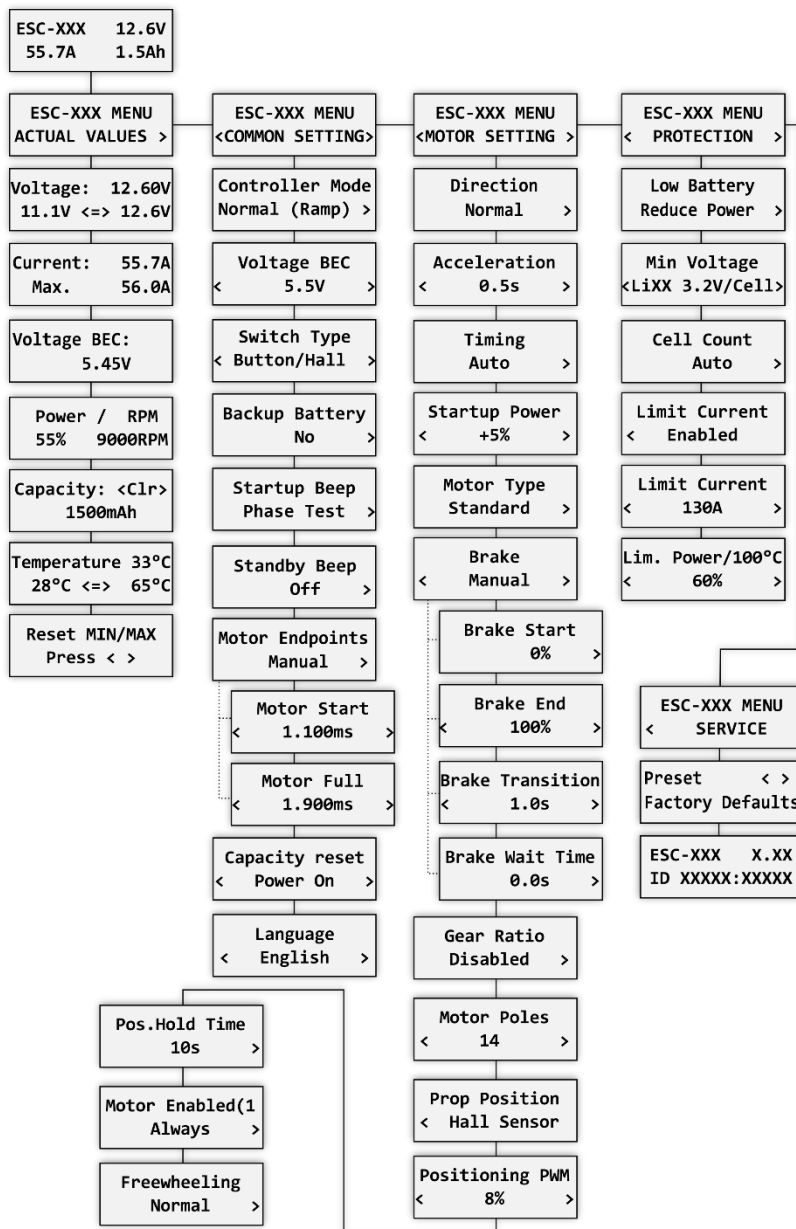 ESC-XXX 12.6V
55.7A 1.5Ah
ESC-XXX MENU
ACTUAL VALUES >
Voltage: 12.60V
11.1V <=> 12.6V
Current: 55.7A
Max. 56.0A
Voltage BEC:
5.45V
Power / RPM
55% 9000RPM
Capacity: <Clr>
1500mAh
Temperature 33°C
28°C <=> 65°C
Reset MIN/MAX
Press < >
ESC-XXX MENU
<COMMON SETTING>
Controller Mode
Normal (Ramp) >
Voltage BEC
< 5.5V >
Switch Type
< Button/Hall >
Backup Battery
No >
Startup Beep
Phase Test >
Standby Beep
Off >
Motor Endpoints
Manual >
Motor Start
< 1.100ms >
Motor Full
< 1.900ms >
Capacity reset
< Power On >
Language
< English >
ESC-XXX MENU
<MOTOR SETTING >
Direction
Normal >
Acceleration
< 0.5s >
Timing
Auto >
Startup Power
< +5% >
Motor Type
Standard >
Brake
< Manual >
Brake Start
0% >
Brake End
< 100% >
Brake Transition
< 1.0s >
Brake Wait Time
0.0s >
Gear Ratio
Disabled >
Motor Poles
< 14 >
Prop Position
< Hall Sensor
Positioning PWM
< 8% >
Pos.Hold Time
10s >
Motor Enabled(1
Always >
Freewheeling
Normal >
ESC-XXX MENU
< PROTECTION >
Low Battery
Reduce Power >
Min Voltage
<LiXX 3.2V/Cell>
Cell Count
Auto >
Limit Current
< Enabled
Limit Current
< 130A >
Lim. Power/100°C
< 60% >
ESC-XXX MENU
< SERVICE
Preset < >
Factory Defaults
ESC-XXX X.XX
ID XXXXX:XXXXX